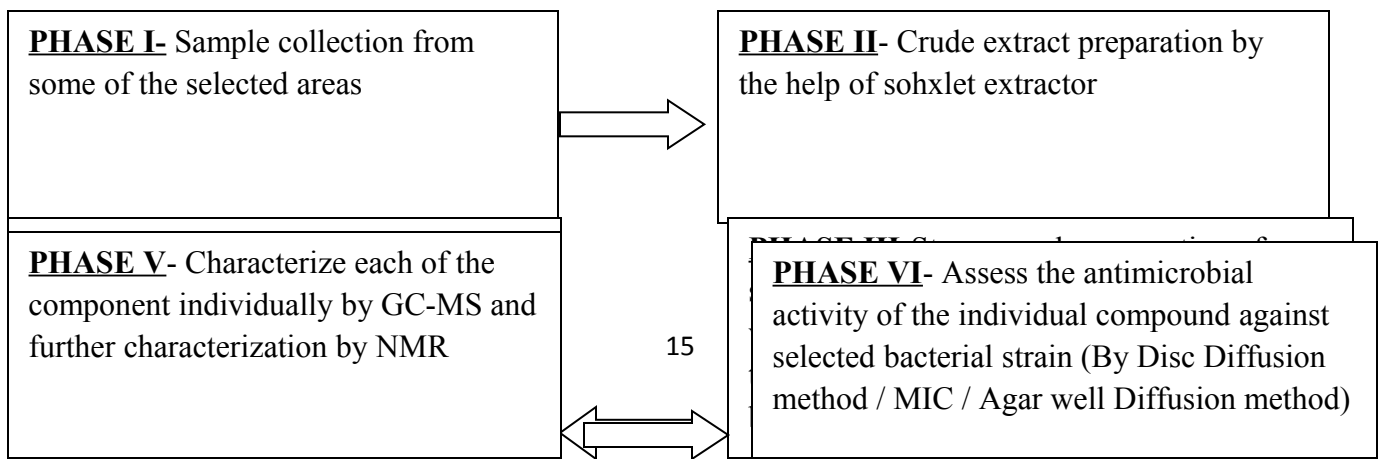 PHASE I- Sample collection from
some of the selected areas
PHASE II- Crude extract preparation by
the help of sohxlet extractor
PHASE V- Characterize each of the
component individually by GC-MS and
further characterization by NMR
15
PHASE VI- Assess the antimicrobial
activity of the individual compound against
selected bacterial strain (By Disc Diffusion
method / MIC / Agar well Diffusion method)